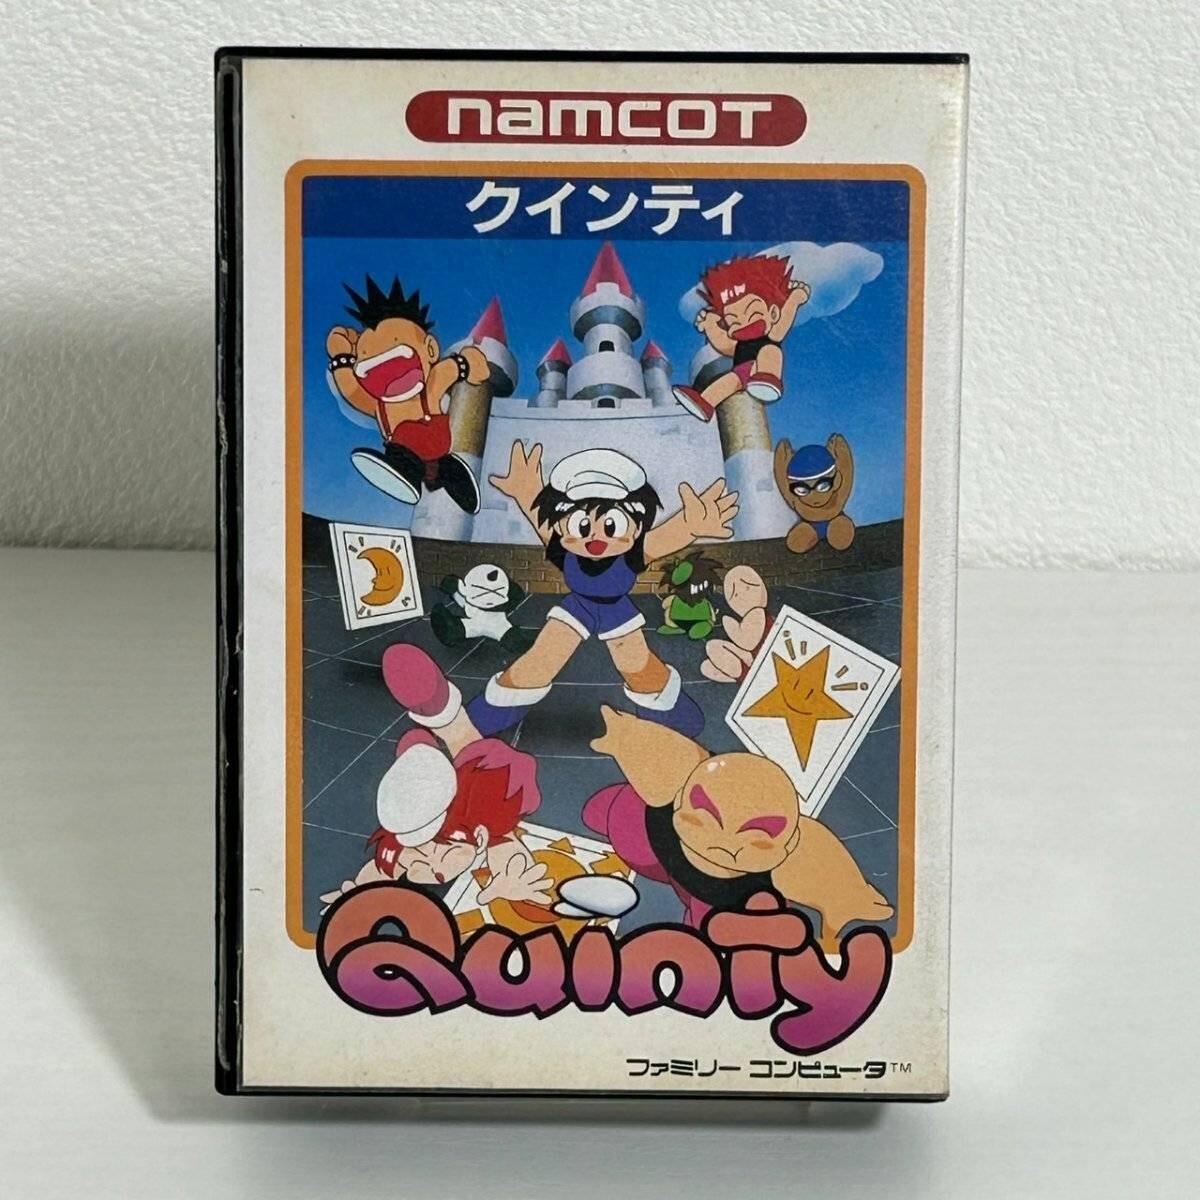 namcoT
クインティ
Quinty
ファミリー コンピュータ™